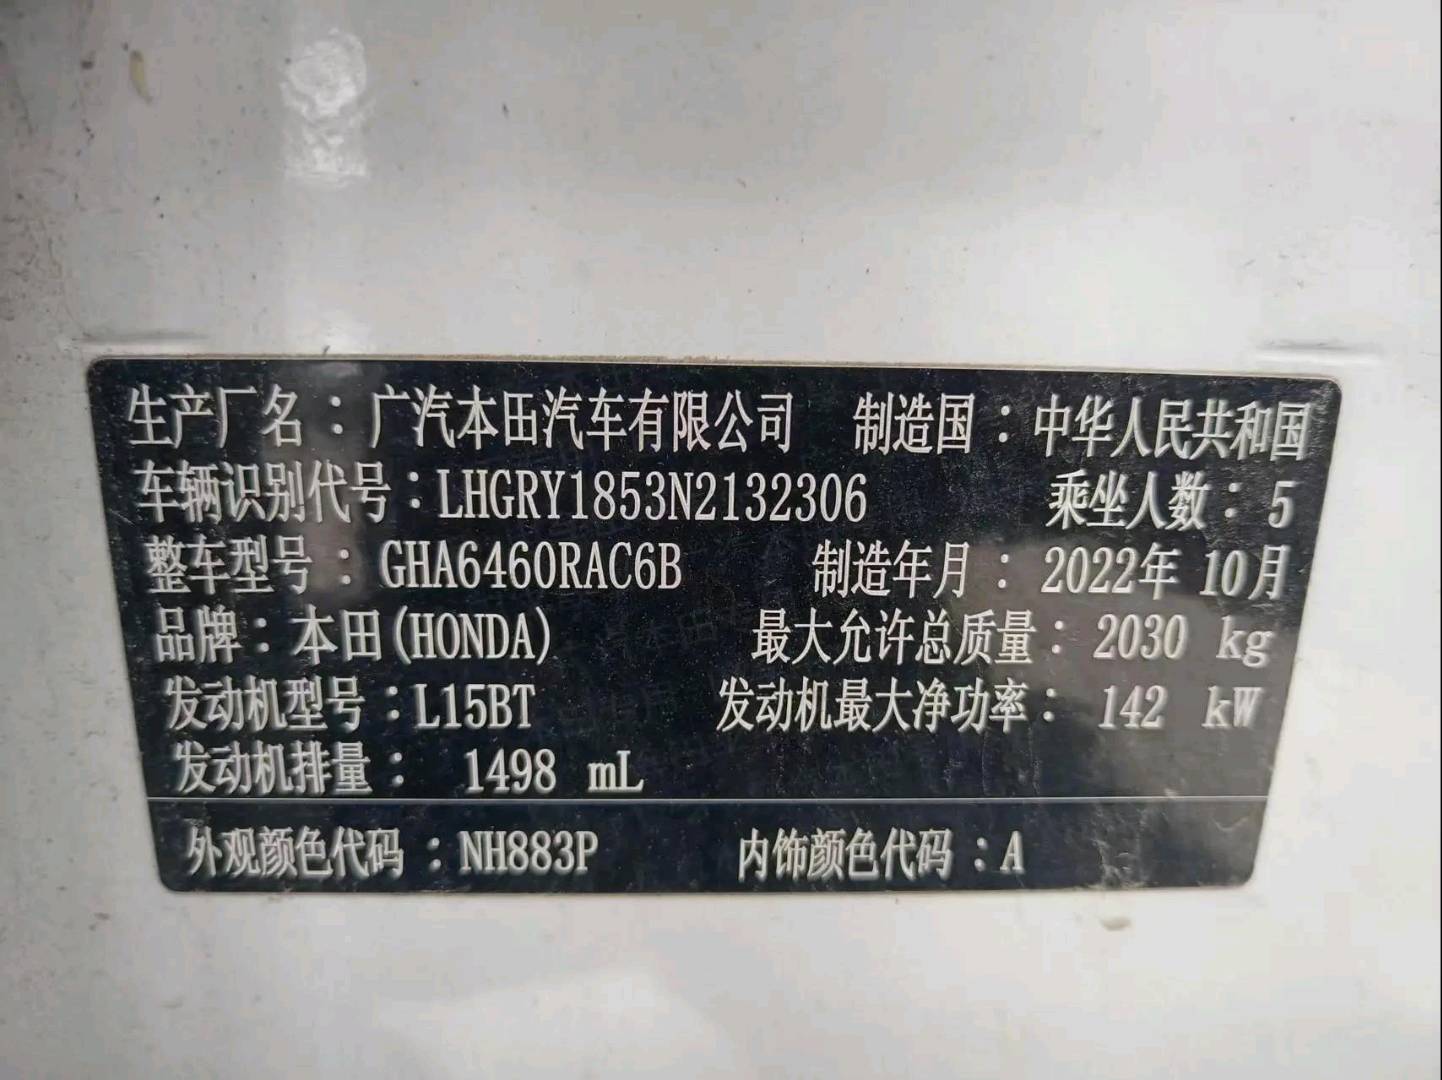 生产厂名：广汽本田汽车有限公司 制造国：中华人民共和国
车辆识别代号：LHGRY1853N2132306 乘坐人数：5
整车型号：GHA6460RAC6B 制造年月：2022年 10月
品牌：本田(HONDA) 最大允许总质量：2030 kg
发动机型号：L15BT 发动机最大净功率：142 kW
发动机排量：1498 mL
外观颜色代码：NH883P 内饰颜色代码：A